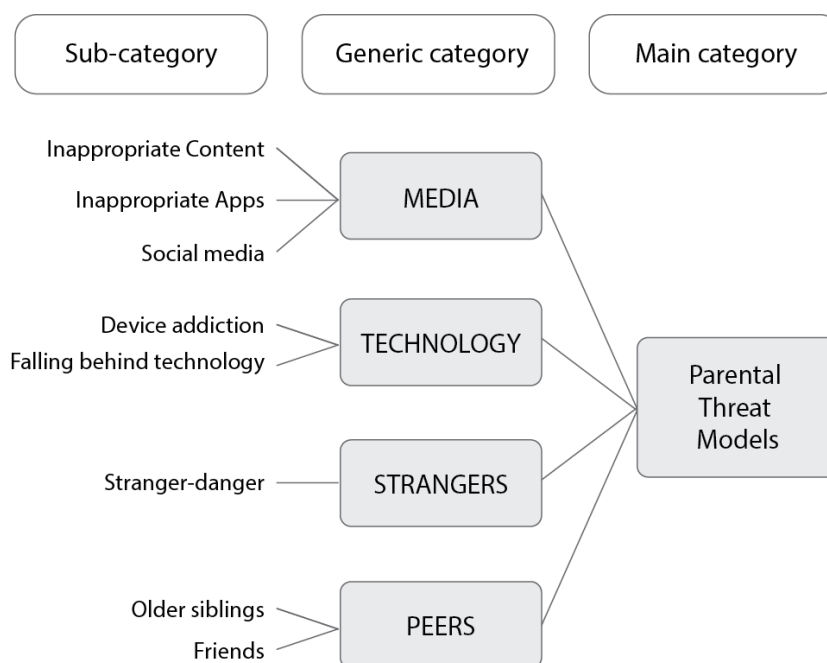 Sub-category
Generic category
Main category
Inappropriate Content
Inappropriate Apps
Social media
MEDIA
Device addiction
Falling behind technology
TECHNOLOGY
Stranger-danger
STRANGERS
Older siblings
Friends
PEERS
Parental
Threat
Models